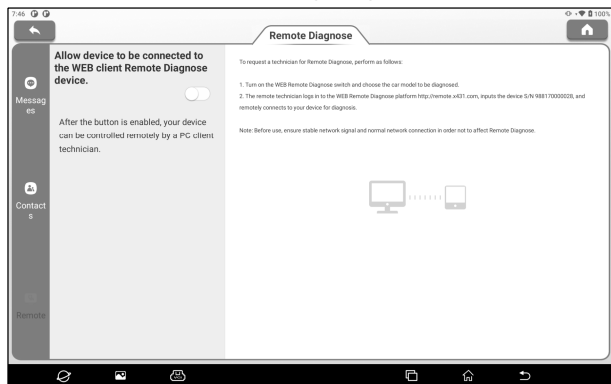 7:46
100%
Remote Diagnose
Messag
es
Contact
s
Remote
Allow device to be connected to
the WEB client Remote Diagnose
device.
After the button is enabled, your device
can be controlled remotely by a PC client
technician.
To request a technician for Remote Diagnose, perform as follows:
1. Turn on the WEB Remote Diagnose switch and choose the car model to be diagnosed.
2. The remote technician logs in to the WEB Remote Diagnose platform http://remote.x431.com, inputs the device S/N 988170000028, and
remotely connects to your device for diagnosis.
Note: Before use, ensure stable network signal and normal network connection in order not to affect Remote Diagnose.